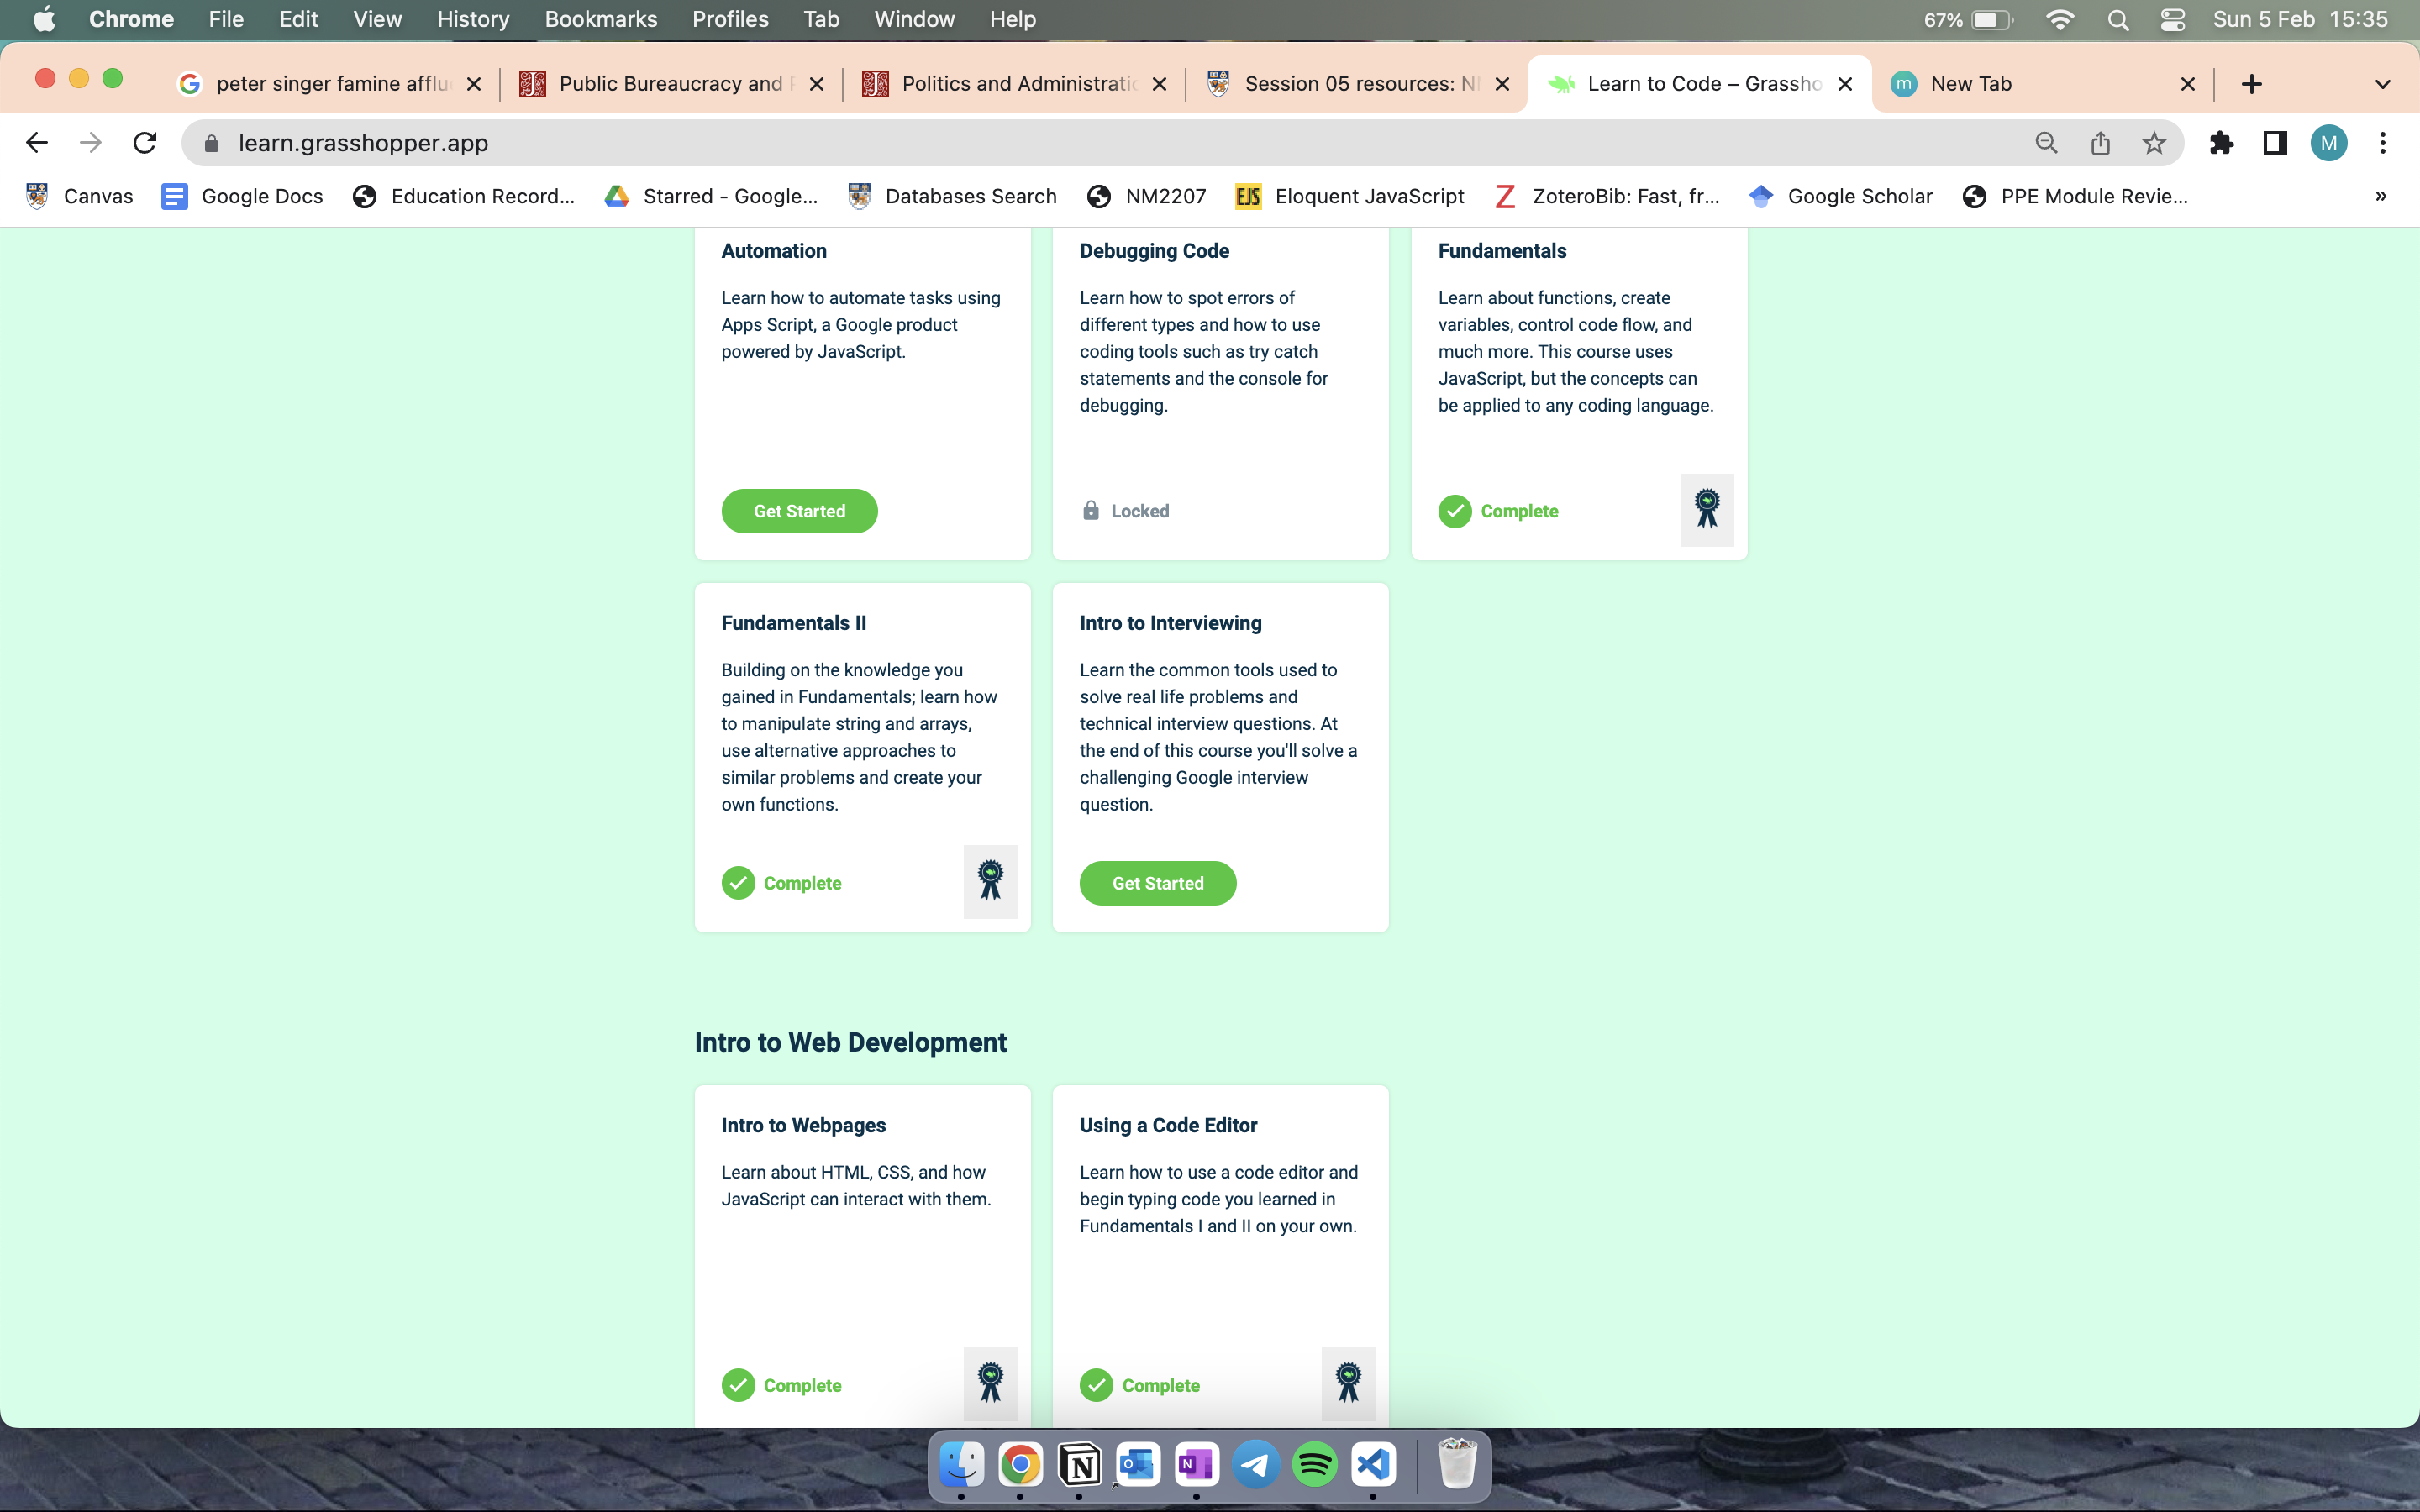 Chrome File Edit View History Bookmarks Profiles Tab Window Help 67% Sun 5 Feb 15:35
peter singer famine afflu Public Bureaucracy and Politics and Administrati Session 05 resources: N Learn to Code – Grassho m New Tab
learn.grasshopper.app M
Canvas Google Docs Education Record... Starred - Google... Databases Search NM2207 EJS Eloquent JavaScript Z ZoteroBib: Fast, fr... Google Scholar PPE Module Revie... »
Automation
Learn how to automate tasks using
Apps Script, a Google product
powered by JavaScript.
Get Started
Debugging Code
Learn how to spot errors of
different types and how to use
coding tools such as try catch
statements and the console for
debugging.
Locked
Fundamentals
Learn about functions, create
variables, control code flow, and
much more. This course uses
JavaScript, but the concepts can
be applied to any coding language.
Complete
Fundamentals II
Building on the knowledge you
gained in Fundamentals; learn how
to manipulate string and arrays,
use alternative approaches to
similar problems and create your
own functions.
Complete
Intro to Interviewing
Learn the common tools used to
solve real life problems and
technical interview questions. At
the end of this course you'll solve a
challenging Google interview
question.
Get Started
Intro to Web Development
Intro to Webpages
Learn about HTML, CSS, and how
JavaScript can interact with them.
Complete
Using a Code Editor
Learn how to use a code editor and
begin typing code you learned in
Fundamentals I and II on your own.
Complete